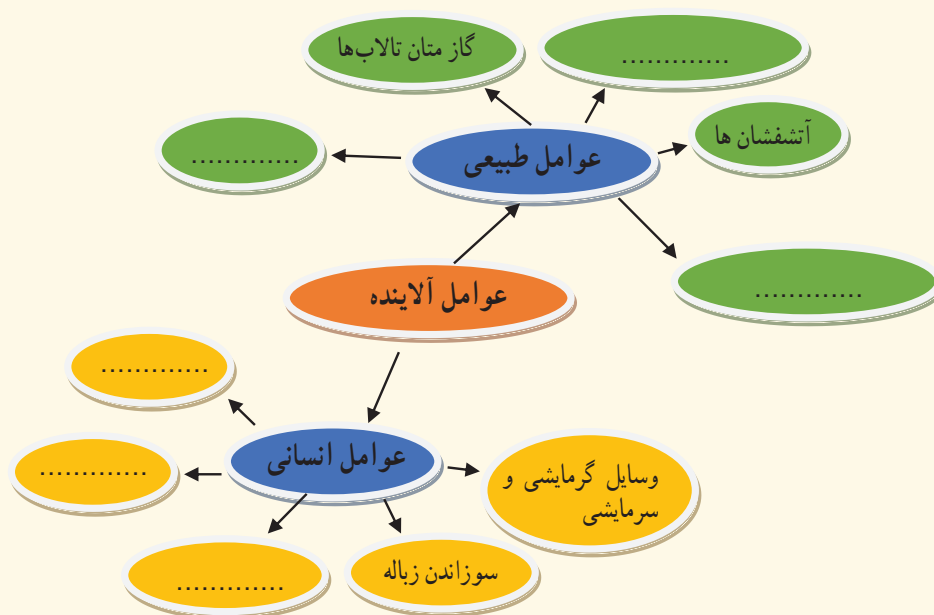 گاز متان تالاب‌ها
.............
آتشفشان ها
عوامل طبیعی
.............
.............
عوامل آلاینده
.............
عوامل انسانی
.............
وسایل گرمایشی و
سرمایشی
سوزاندن زباله
.............